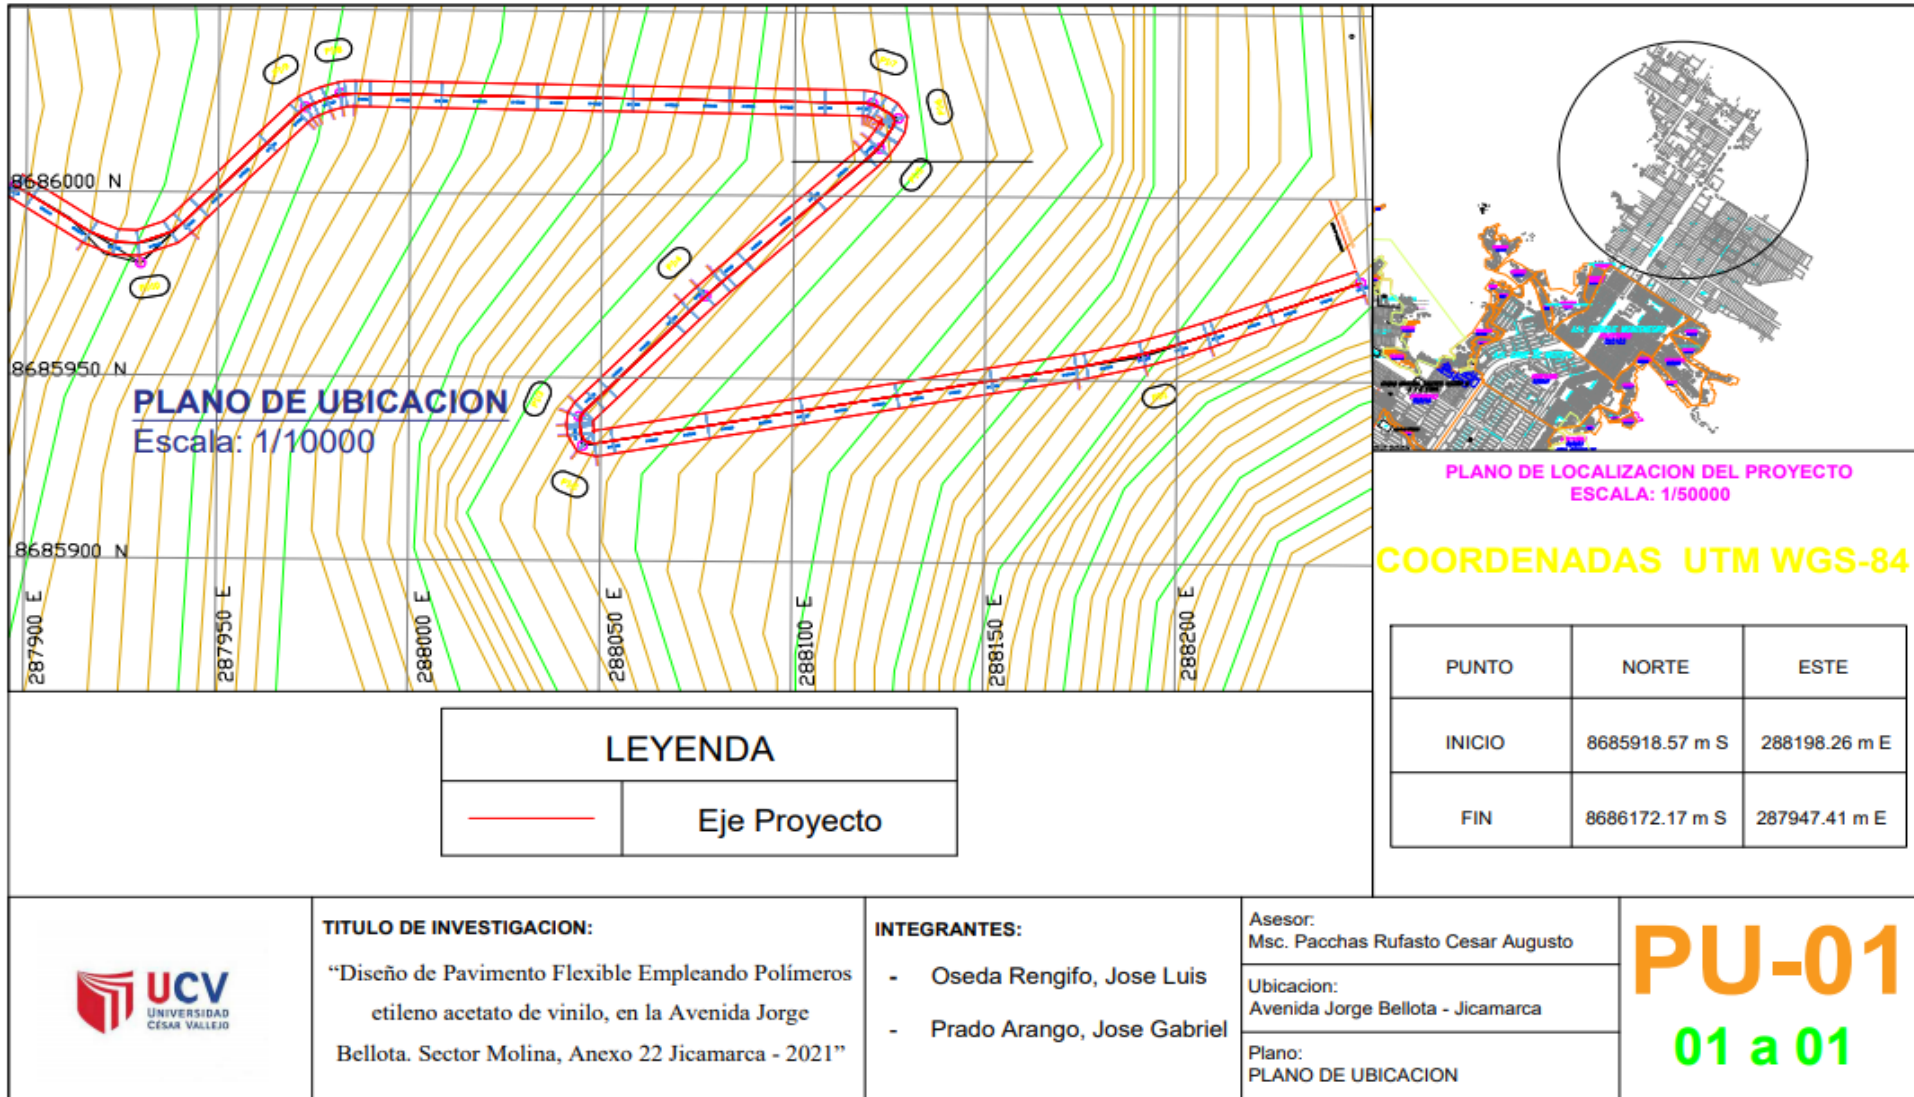 8686000 N
8685950 N
8685900 N
PLANO DE UBICACION
Escala: 1/10000
287900 E
287950 E
288000 E
288050 E
288100 E
288150 E
288200 E
PLANO DE LOCALIZACION DEL PROYECTO
ESCALA: 1/50000
COORDENADAS UTM WGS-84
PUNTO NORTE ESTE
INICIO 8685918.57 m S 288198.26 m E
FIN 8686172.17 m S 287947.41 m E
LEYENDA
Eje Proyecto
UCV
UNIVERSIDAD
CÉSAR VALLEJO
TITULO DE INVESTIGACION:
“Diseño de Pavimento Flexible Empleando Polímeros
etileno acetato de vinilo, en la Avenida Jorge
Bellota. Sector Molina, Anexo 22 Jicamarca - 2021”
INTEGRANTES:
- Oseda Rengifo, Jose Luis
- Prado Arango, Jose Gabriel
Asesor:
Msc. Pacchas Rufasto Cesar Augusto
Ubicacion:
Avenida Jorge Bellota - Jicamarca
Plano:
PLANO DE UBICACION
PU-01
01 a 01